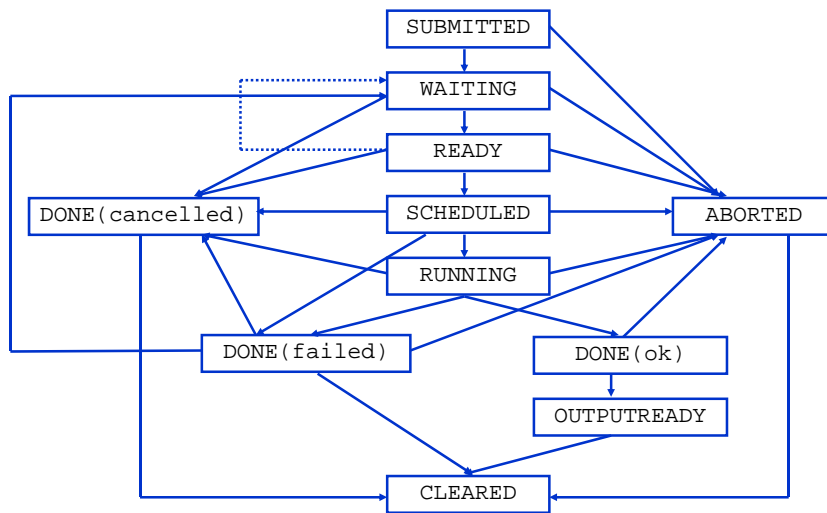 SUBMITTED
WAITING
READY
DONE(cancelled)
SCHEDULED
ABORTED
RUNNING
DONE(failed)
DONE(ok)
OUTPUTREADY
CLEARED